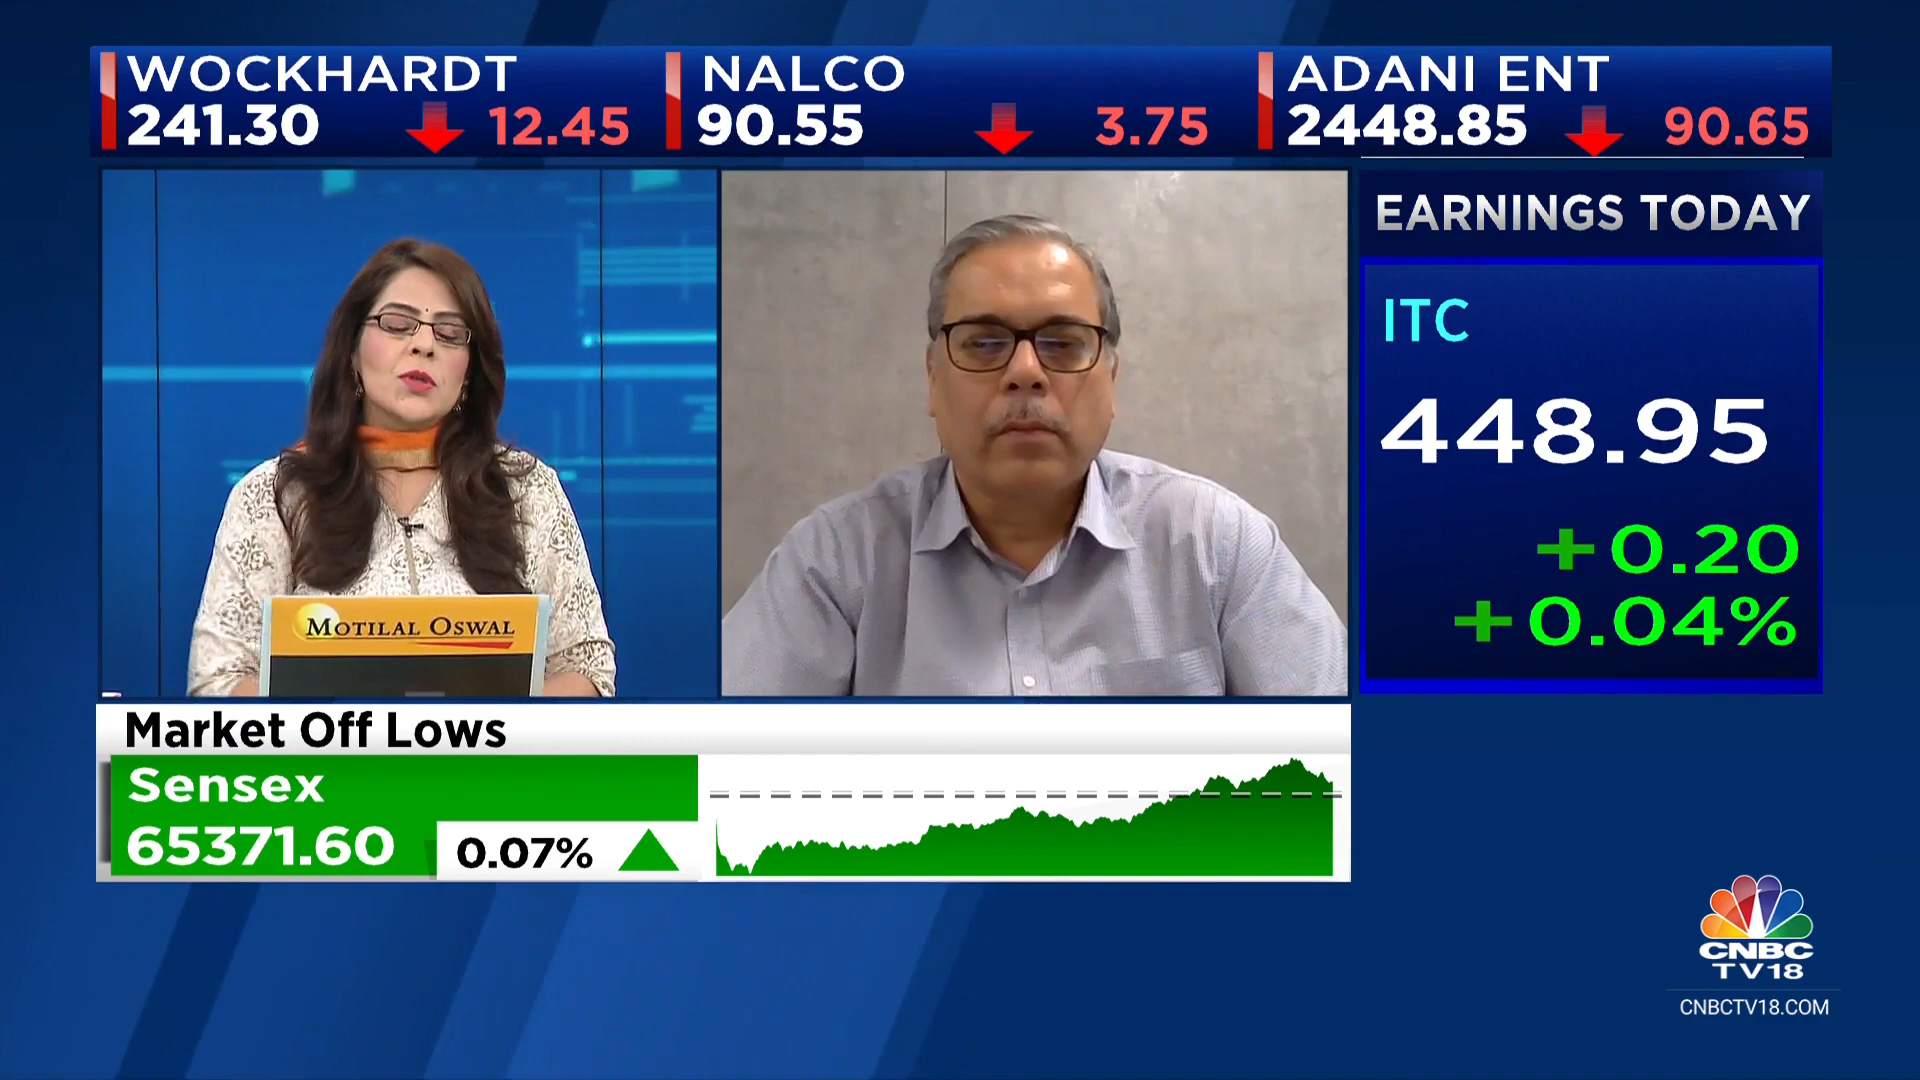 WOCKHARDT
241.30 12.45
NALCO
90.55 3.75
ADANI ENT
2448.85 90.65
EARNINGS TODAY
ITC
448.95
+0.20
+0.04%
MOTILAL OSWAL
Market Off Lows
Sensex
65371.60
0.07%
CNBC
TV18
CNBCTV18.COM